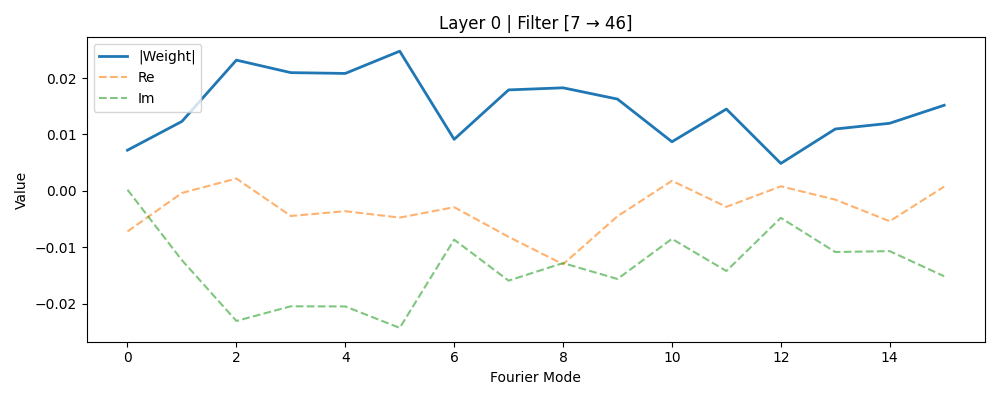 Layer 0 | Filter [7 → 46]
|Weight|
Re
Im
0.02
0.01
0.00
−0.01
−0.02
Value
0 2 4 6 8 10 12 14
Fourier Mode